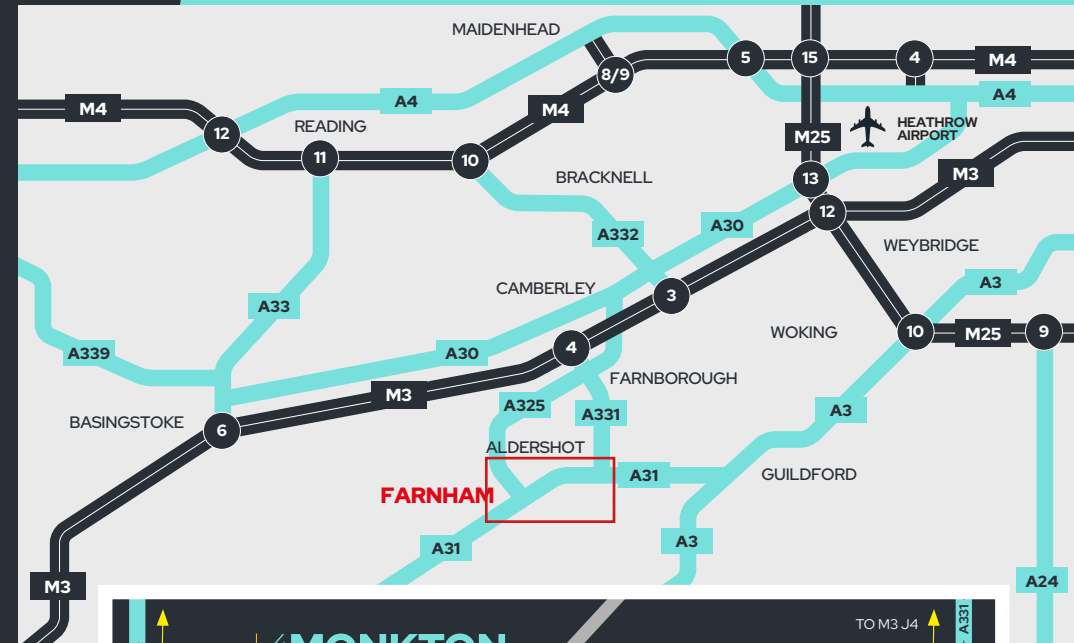 MAIDENHEAD
5
15
4
M4
8/9
A4
M4
A4
M4
HEATHROW
AIRPORT
READING
12
M25
11
10
M3
BRACKNELL
13
12
A332
A30
WEYBRIDGE
A3
CAMBERLEY
3
A33
WOKING
10
M25
9
A339
A30
4
FARNBOROUGH
M3
A325
A331
A3
BASINGSTOKE
6
ALDERSHOT
A31
GUILDFORD
FARNHAM
A31
A3
M3
A24
TO M3 J4
A331
MONKTON